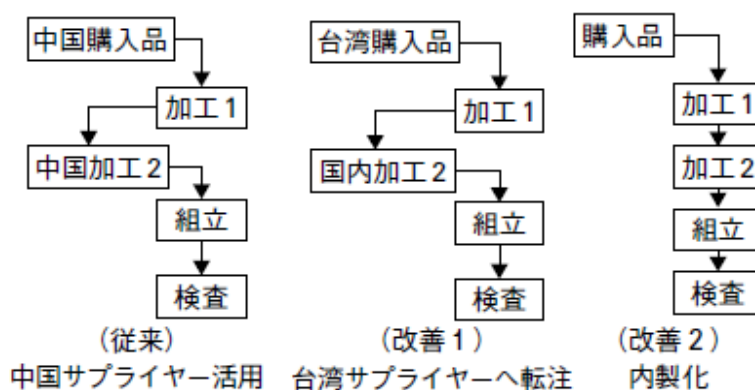 中国購入品
加工1
中国加工2
組立
検査
（従来）
中国サプライヤー活用
台湾購入品
加工1
国内加工2
組立
検査
（改善1）
台湾サプライヤーへ転注
購入品
加工1
加工2
組立
検査
（改善2）
内製化